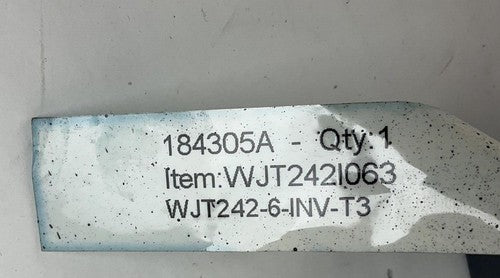 184305A - Qty:1
Item:WJT242I063
WJT242-6-INV-T3